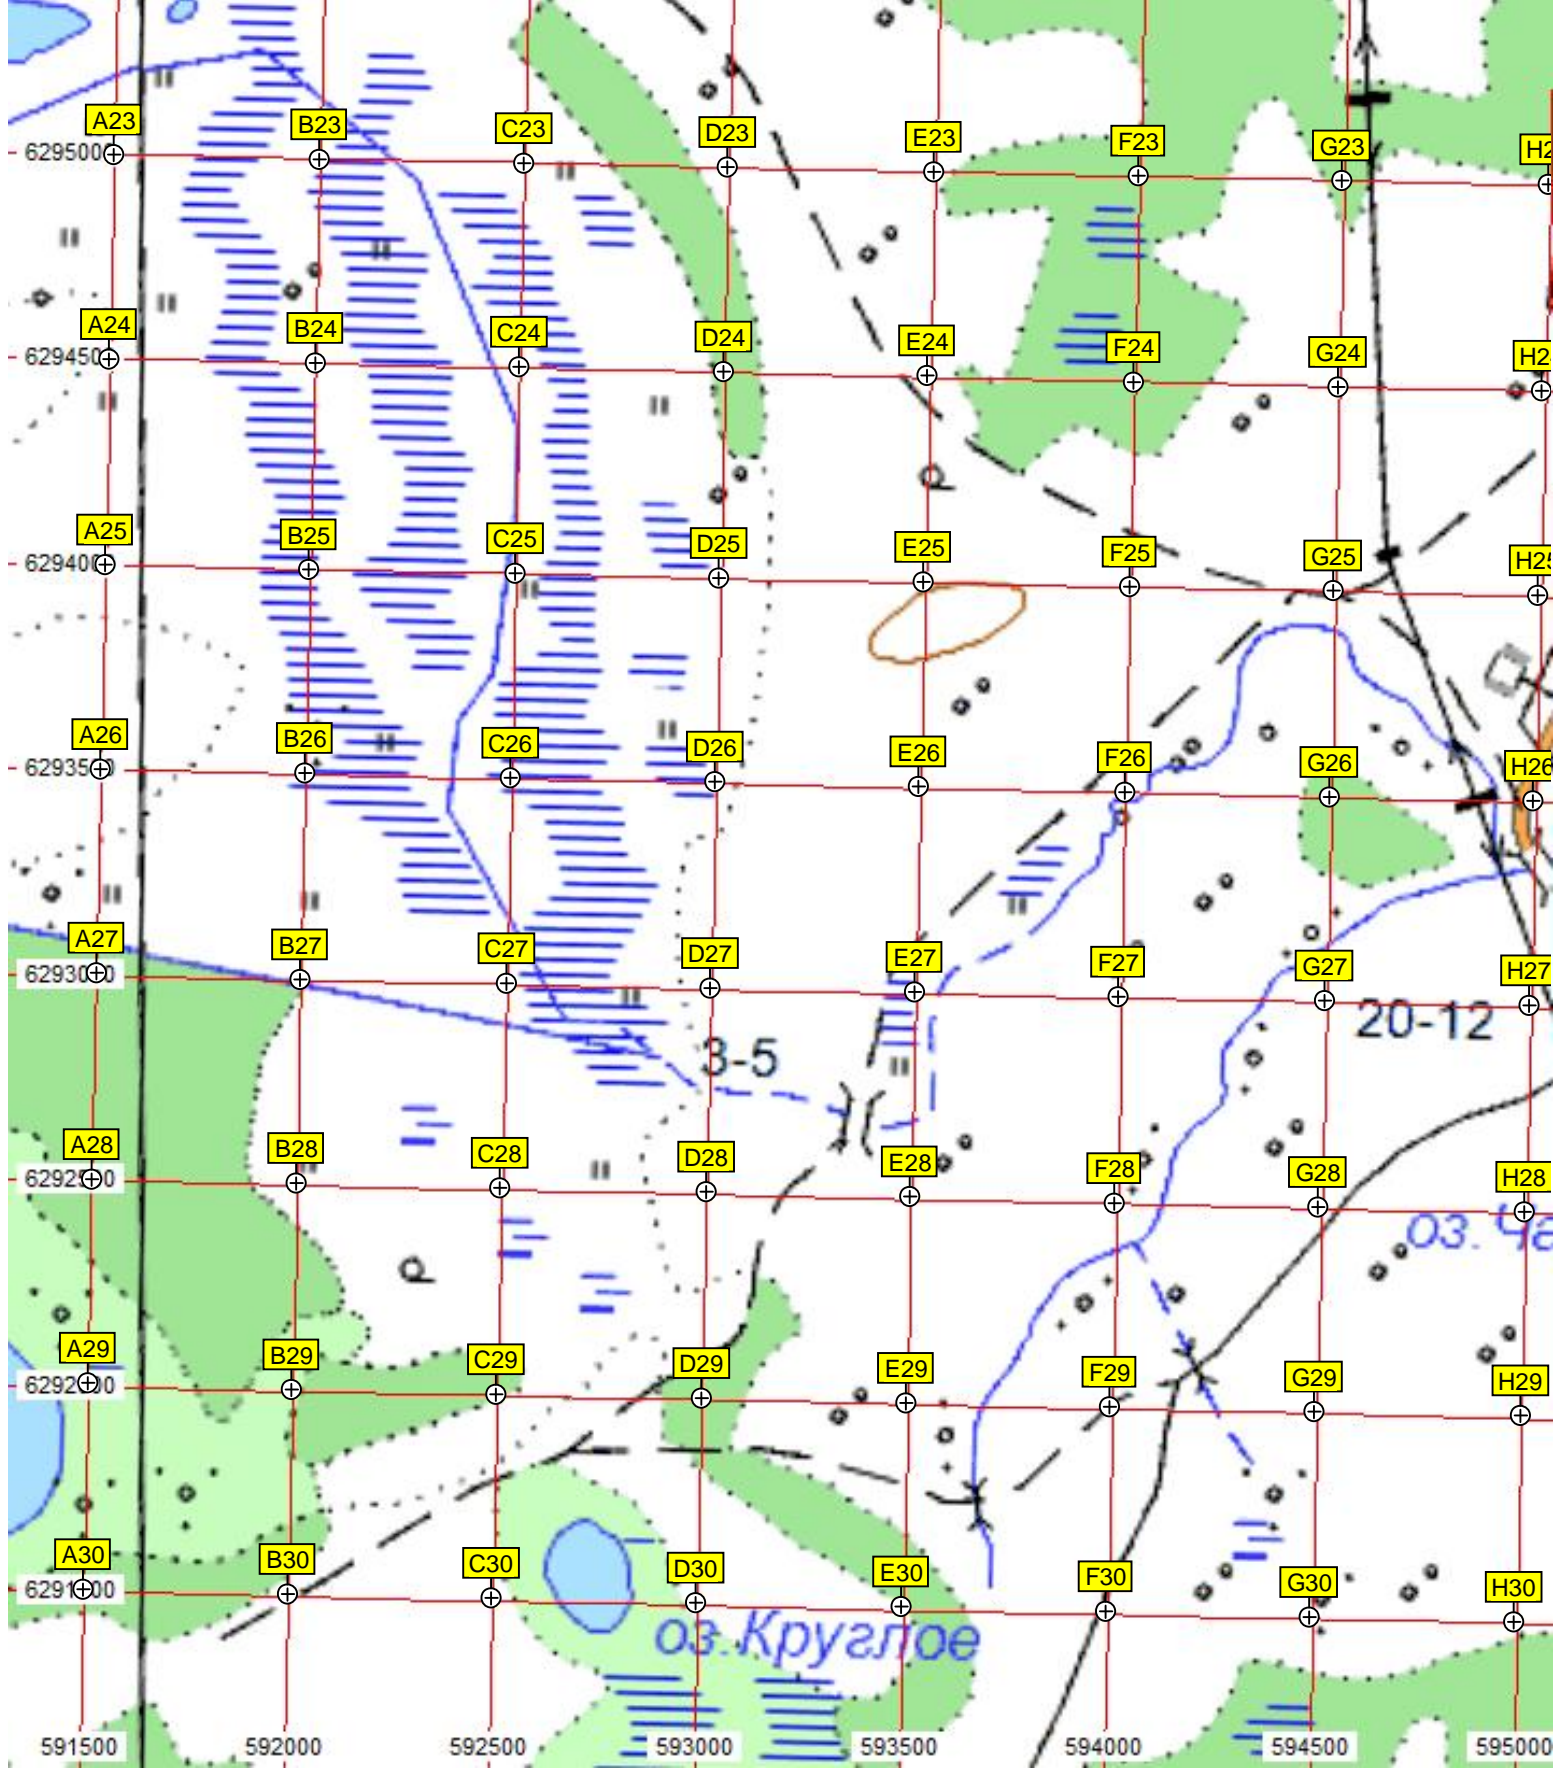 A23 B23 C23 D23 E23 F23 G23
6295000
A24 B24 C24 D24 E24 F24 G24
A25 B25 C25 D25 E25 F25 G25 H25
A26 B26 C26 D26 E26 F26 G26 H26
A27 B27 C27 D27 E27 F27 G27 H27
20-12
3-5
A28 B28 C28 D28 E28 F28 G28 H28
оз. Ча
A29 B29 C29 D29 E29 F29 G29 H29
A30 B30 C30 D30 E30 F30 G30 H30
оз.Круглое
591500 592000 592500 593000 593500 594000 594500 595000